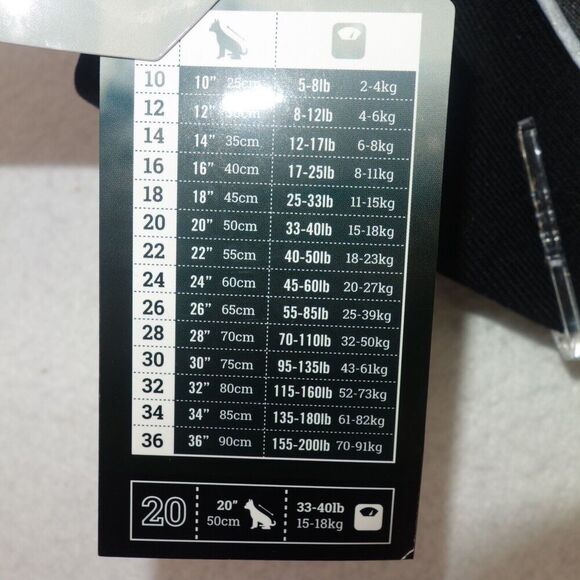 10 10” 25cm 5-8lb 2-4kg
12 12” 8-12lb 4-6kg
14 14” 35cm 12-17lb 6-8kg
16 16” 40cm 17-25lb 8-11kg
18 18” 45cm 25-33lb 11-15kg
20 20” 50cm 33-40lb 15-18kg
22 22” 55cm 40-50lb 18-23kg
24 24” 60cm 45-60lb 20-27kg
26 26” 65cm 55-85lb 25-39kg
28 28” 70cm 70-110lb 32-50kg
30 30” 75cm 95-135lb 43-61kg
32 32” 80cm 115-160lb 52-73kg
34 34” 85cm 135-180lb 61-82kg
36 36” 90cm 155-200lb 70-91kg
20 20” 33-40lb
50cm 15-18kg